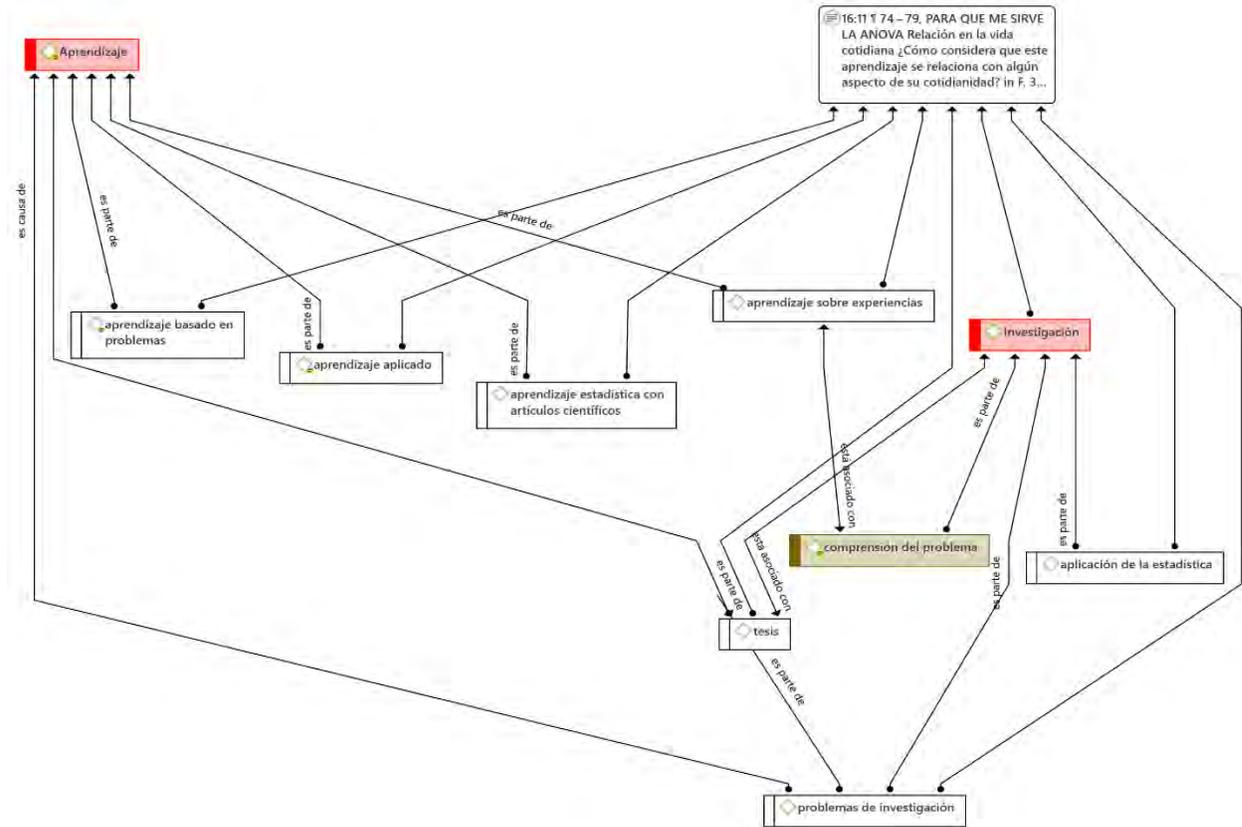 16:11 ¶ 74 – 79, PARA QUE ME SIRVE
LA ANOVA Relación en la vida
cotidiana ¿Cómo considera que este
aprendizaje se relaciona con algún
aspecto de su cotidianidad? in F, 3...
Aprendizaje
es causa de
es parte de
es parte de
aprendizaje sobre experiencias
aprendizaje basado en
problemas
es parte de
es parte de
Investigación
aprendizaje aplicado
aprendizaje estadística con
artículos científicos
es parte de
está asociado con
es parte de
comprensión del problema
aplicación de la estadística
es parte de
está asociado con
es parte de
tesis
es parte de
problemas de investigación